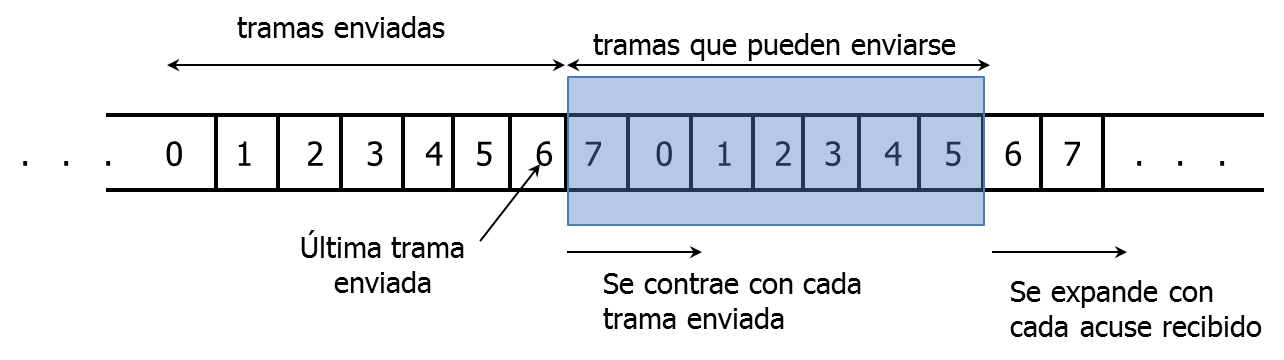 tramas enviadas
tramas que pueden enviarse
. . . 0 1 2 3 4 5 6 7 0 1 2 3 4 5 6 7 . . .
Última trama
enviada
Se contrae con cada
trama enviada
Se expande con
cada acuse recibido